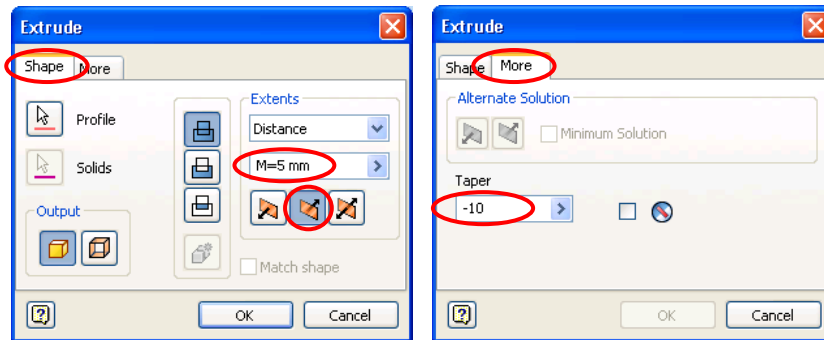 Extrude
Shape More
Profile
Solids
Output
Extents
Distance
M=5 mm
Match shape
OK Cancel
Extrude
Shape More
Alternate Solution
Minimum Solution
Taper
-10
OK Cancel